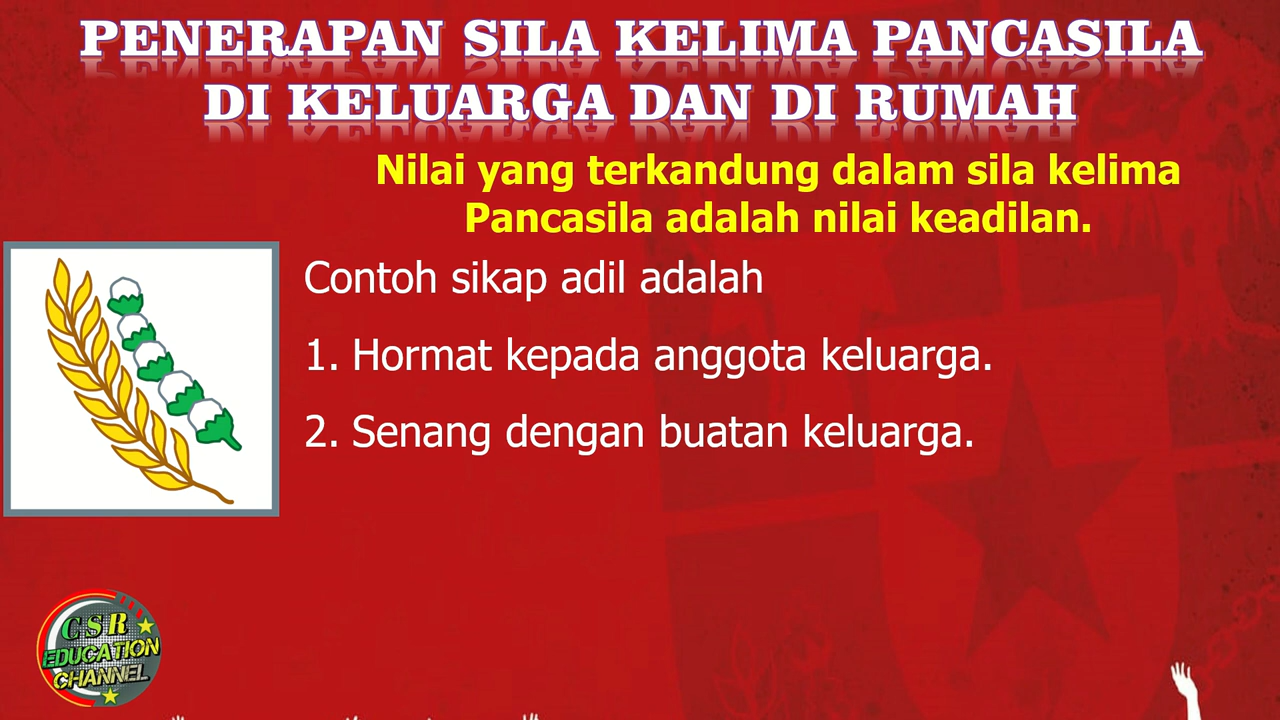 PENERAPAN SILA KELIMA PANCASILA
DI KELUARGA DAN DI RUMAH
Nilai yang terkandung dalam sila kelima
Pancasila adalah nilai keadilan.
Contoh sikap adil adalah
1. Hormat kepada anggota keluarga.
2. Senang dengan buatan keluarga.
CSR
EDUCATION
CHANNEL